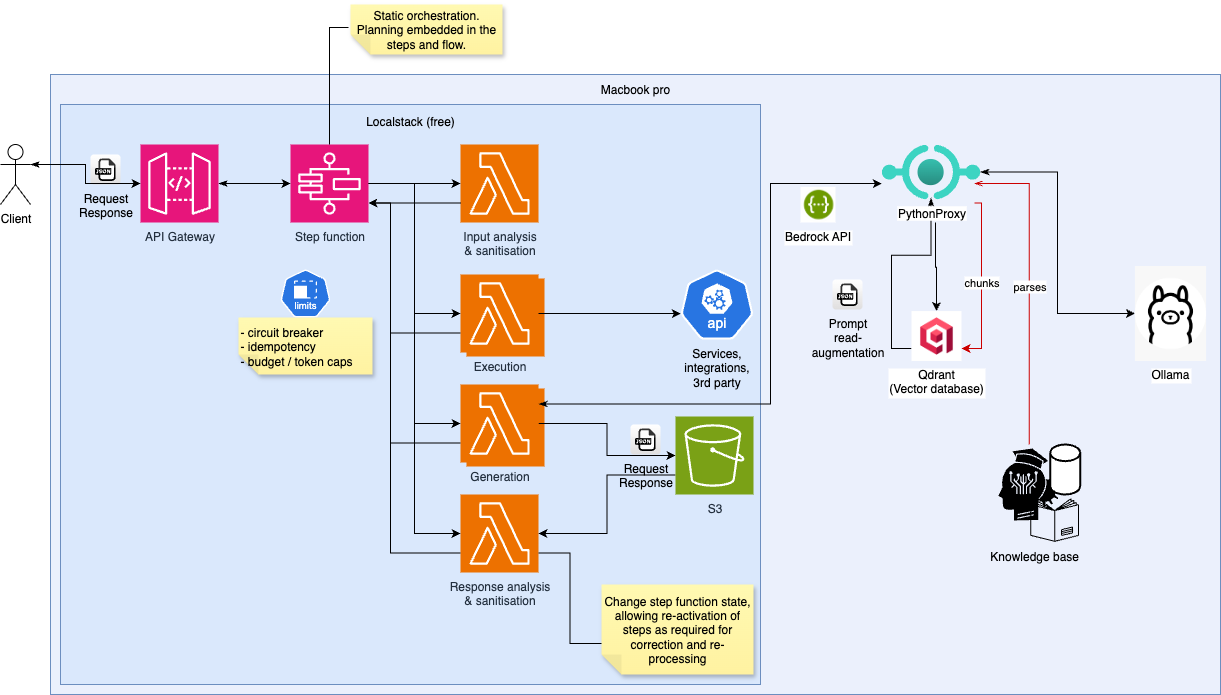 Static orchestration.
Planning embedded in the
steps and flow.
Macbook pro
Localstack (free)
JSON
Request
Response
Client
API Gateway
Step function
Input analysis
& sanitisation
limits
- circuit breaker
- idempotency
- budget / token caps
Execution
api
Services,
integrations,
3rd party
Generation
JSON
Request
Response
S3
Response analysis
& sanitisation
Change step function state,
allowing re-activation of
steps as required for
correction and re-
processing
Bedrock API
PythonProxy
chunks
parses
JSON
Prompt
read-
augmentation
Qdrant
(Vector database)
Ollama
Knowledge base